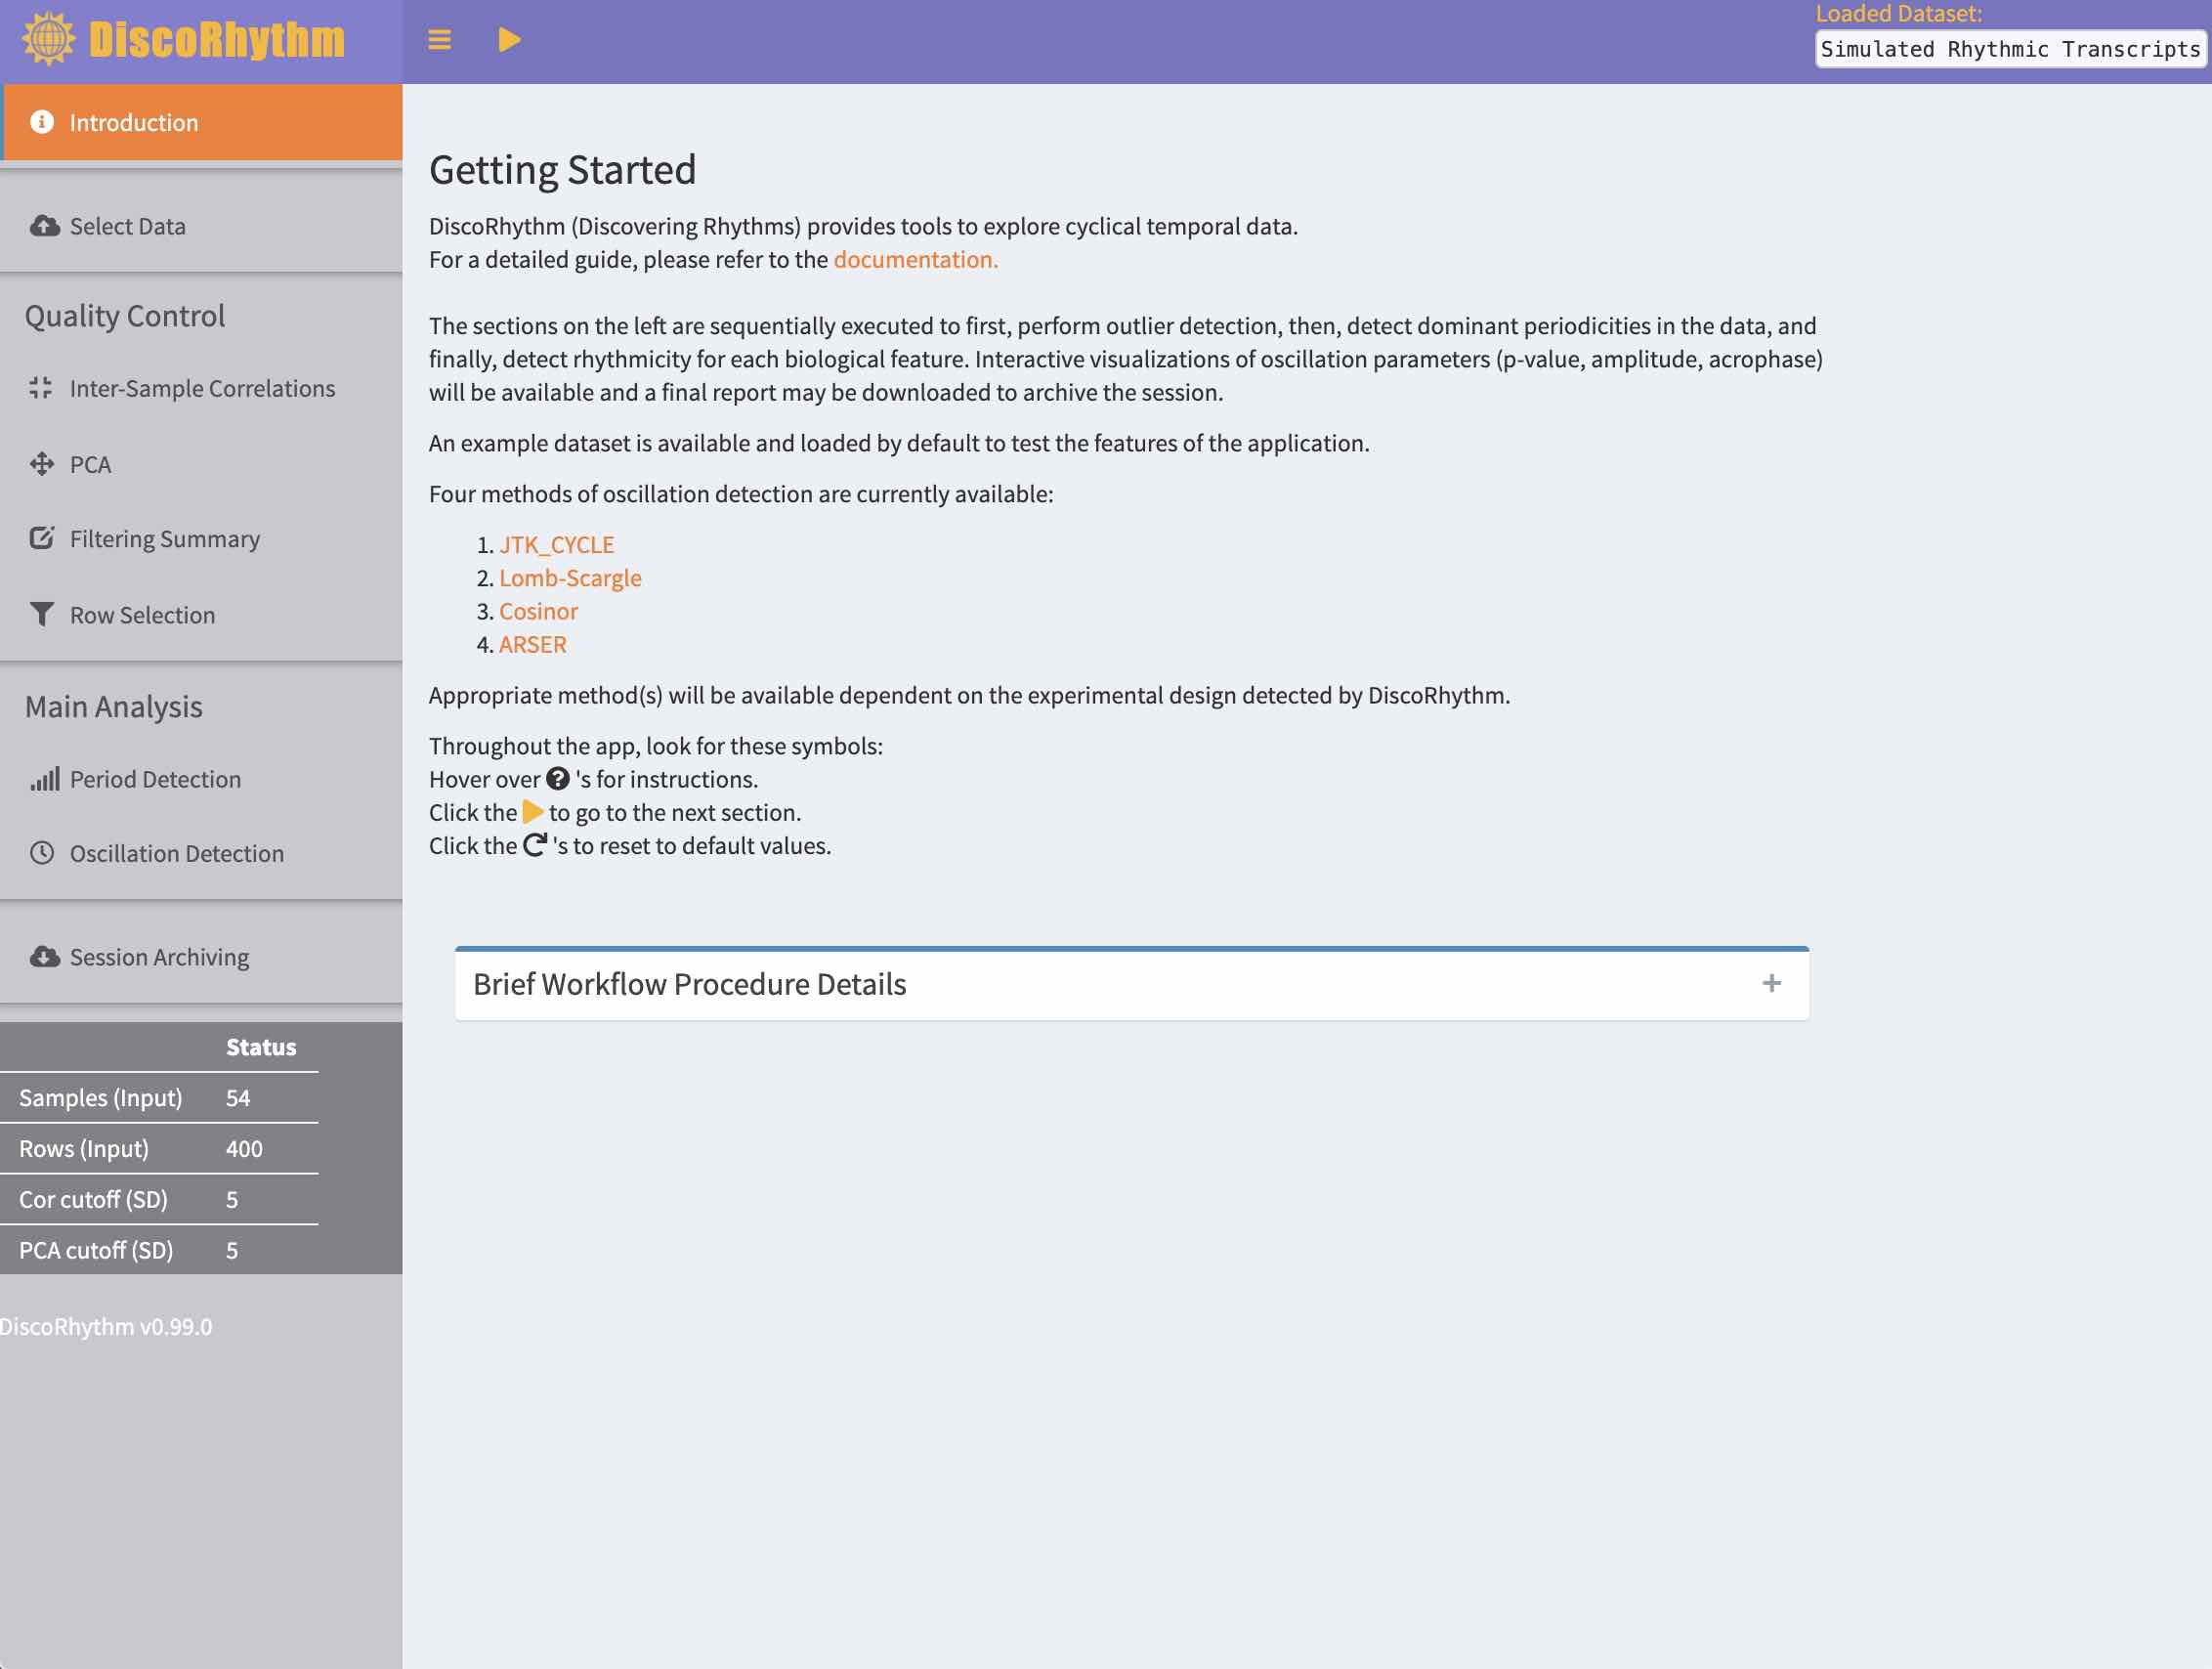 DiscoRhythm
Loaded Dataset:
Simulated Rhythmic Transcripts
Introduction
Select Data
Quality Control
Inter-Sample Correlations
PCA
Filtering Summary
Row Selection
Main Analysis
Period Detection
Oscillation Detection
Session Archiving
Status
Samples (Input) 54
Rows (Input) 400
Cor cutoff (SD) 5
PCA cutoff (SD) 5
DiscoRhythm v0.99.0
Getting Started
DiscoRhythm (Discovering Rhythms) provides tools to explore cyclical temporal data.
For a detailed guide, please refer to the documentation.
The sections on the left are sequentially executed to first, perform outlier detection, then, detect dominant periodicities in the data, and
finally, detect rhythmicity for each biological feature. Interactive visualizations of oscillation parameters (p-value, amplitude, acrophase)
will be available and a final report may be downloaded to archive the session.
An example dataset is available and loaded by default to test the features of the application.
Four methods of oscillation detection are currently available:
1. JTK_CYCLE
2. Lomb-Scargle
3. Cosinor
4. ARSER
Appropriate method(s) will be available dependent on the experimental design detected by DiscoRhythm.
Throughout the app, look for these symbols:
Hover over ? 's for instructions.
Click the to go to the next section.
Click the 's to reset to default values.
Brief Workflow Procedure Details +